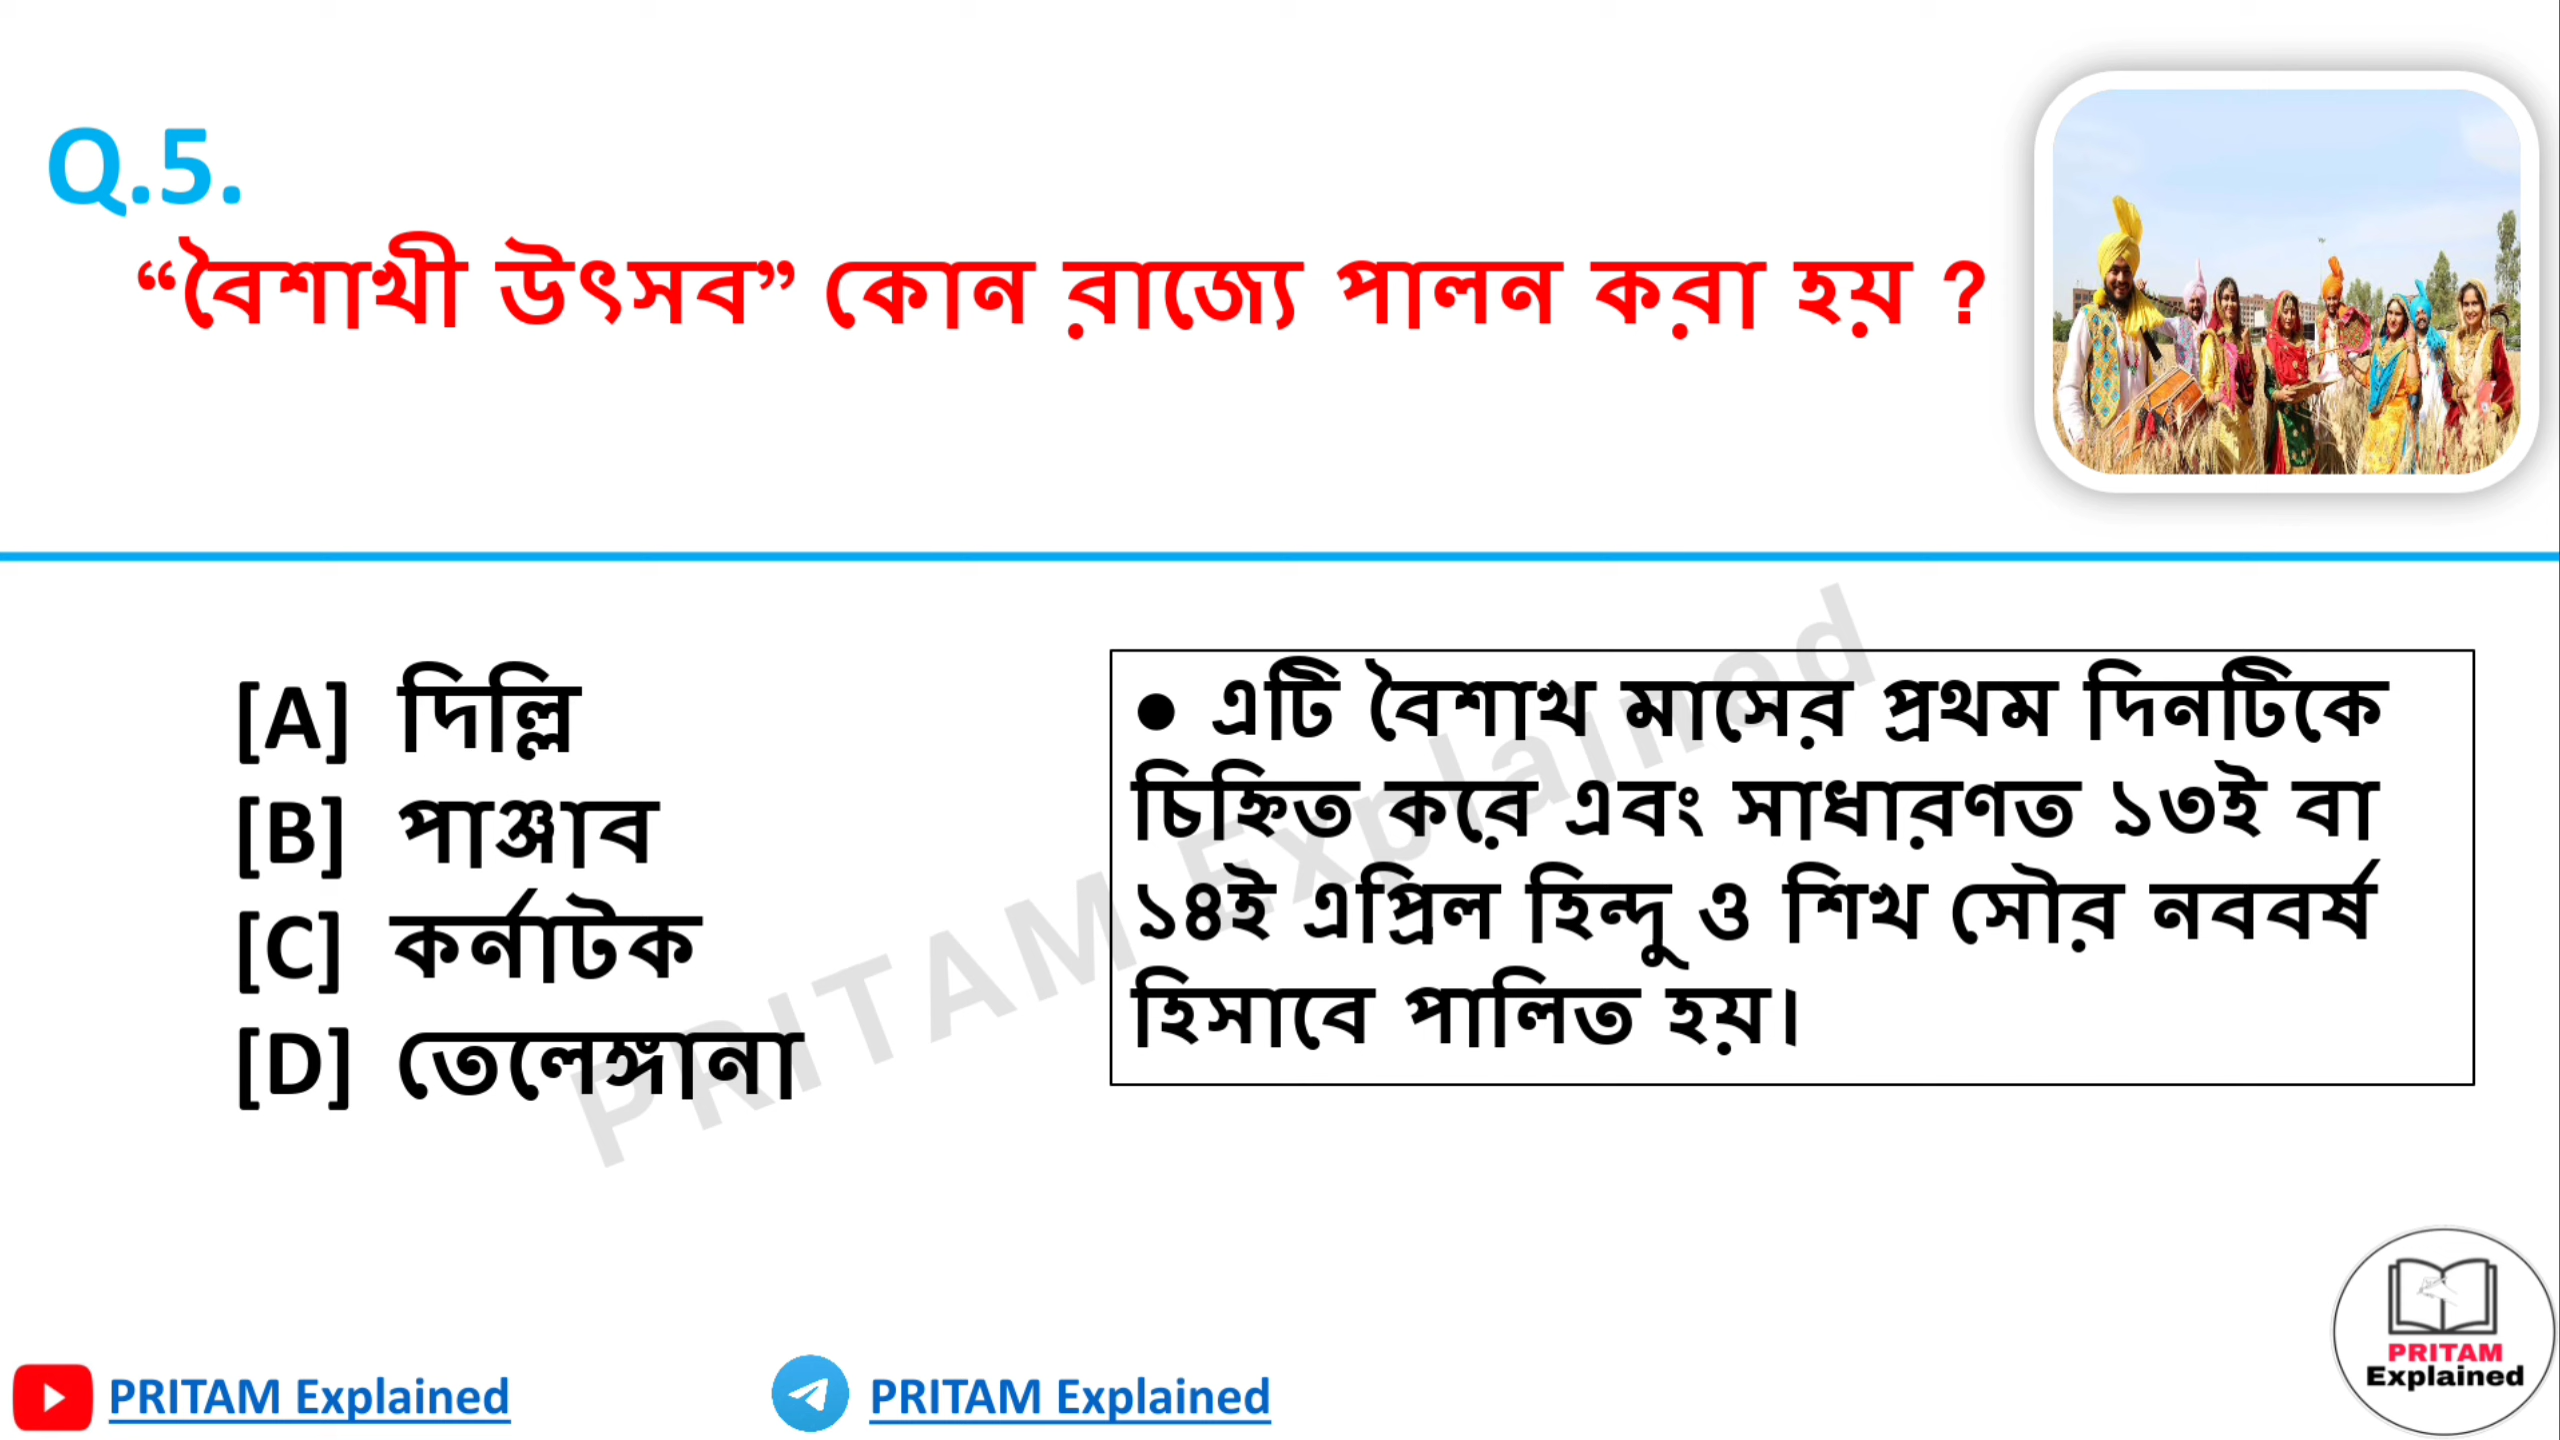 Q.5.
“বৈশাখী উৎসব” কোন রাজ্যে পালন করা হয় ?
[A] দিল্লি
[B] পাঞ্জাব
[C] কর্নাটক
[D] তেলেঙ্গানা
● এটি বৈশাখ মাসের প্রথম দিনটিকে
চিহ্নিত করে এবং সাধারণত ১৩ই বা
১৪ই এপ্রিল হিন্দু ও শিখ সৌর নববর্ষ
হিসাবে পালিত হয়।
PRITAM Explained
PRITAM Explained
PRITAM Explained
PRITAM
Explained